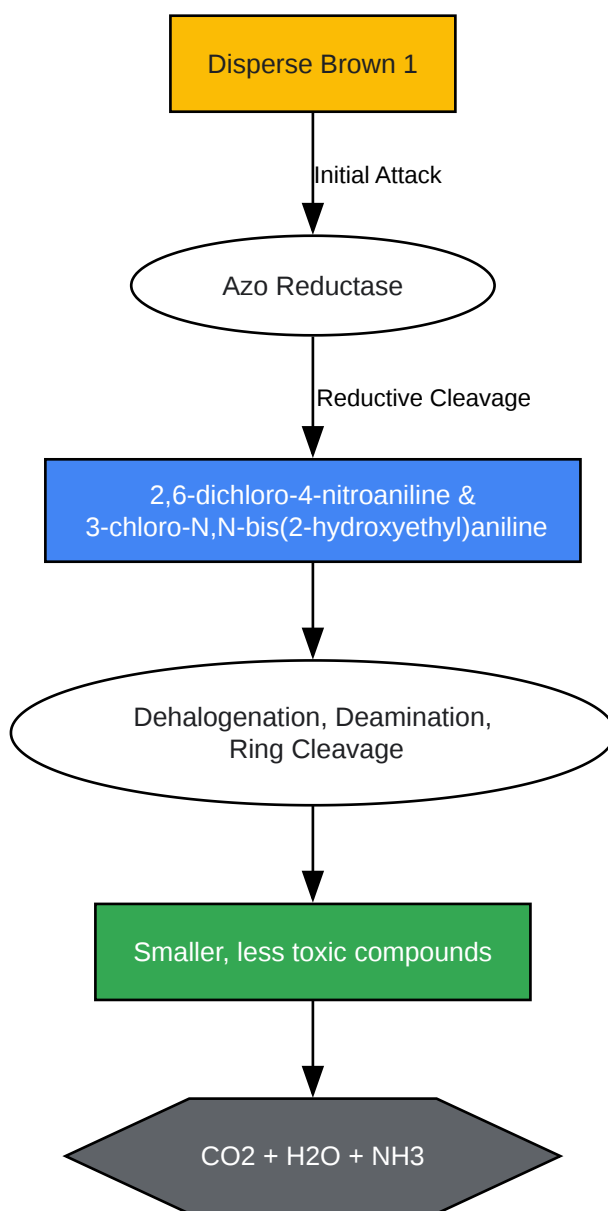 Disperse Brown 1
Initial Attack
Azo Reductase
Reductive Cleavage
2,6-dichloro-4-nitroaniline &
3-chloro-N,N-bis(2-hydroxyethyl)aniline
Dehalogenation, Deamination,
Ring Cleavage
Smaller, less toxic compounds
CO2 + H2O + NH3